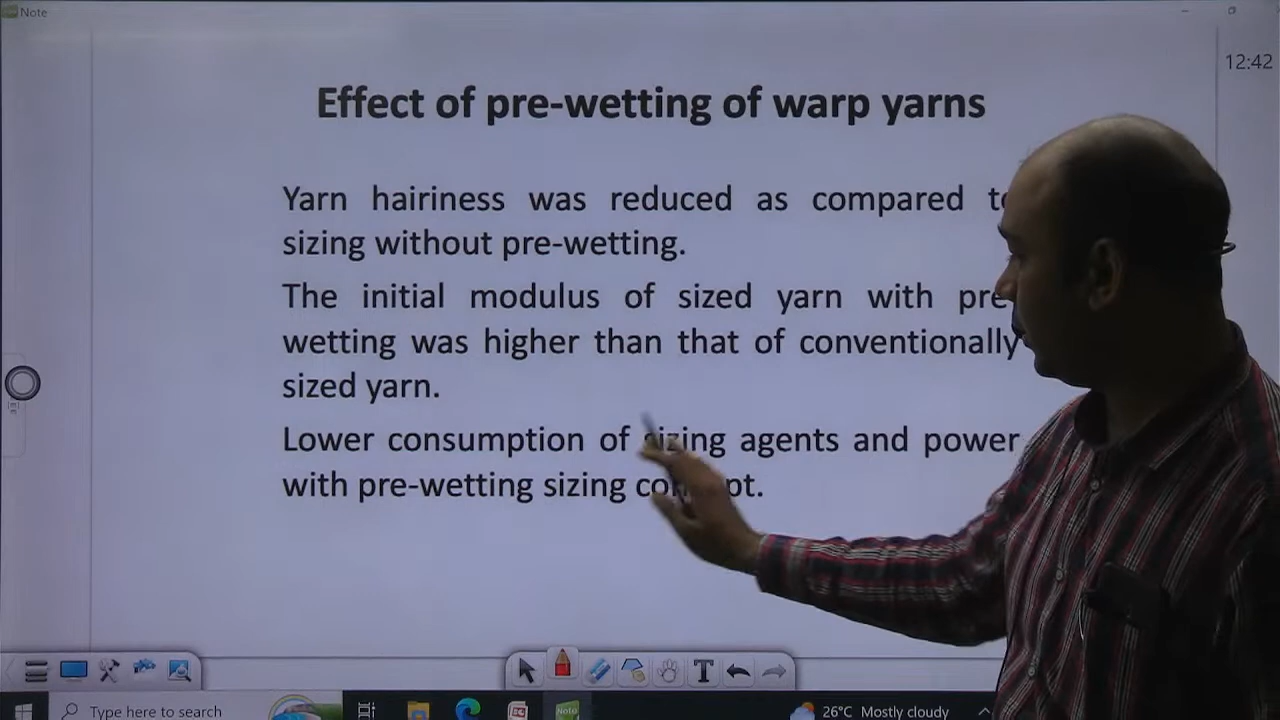 Note
12:42
Effect of pre-wetting of warp yarns
Yarn hairiness was reduced as compared to
sizing without pre-wetting.
The initial modulus of sized yarn with pre
wetting was higher than that of conventionally
sized yarn.
Lower consumption of sizing agents and power
with pre-wetting sizing concept.
Type here to search
Note
26°C Mostly cloudy